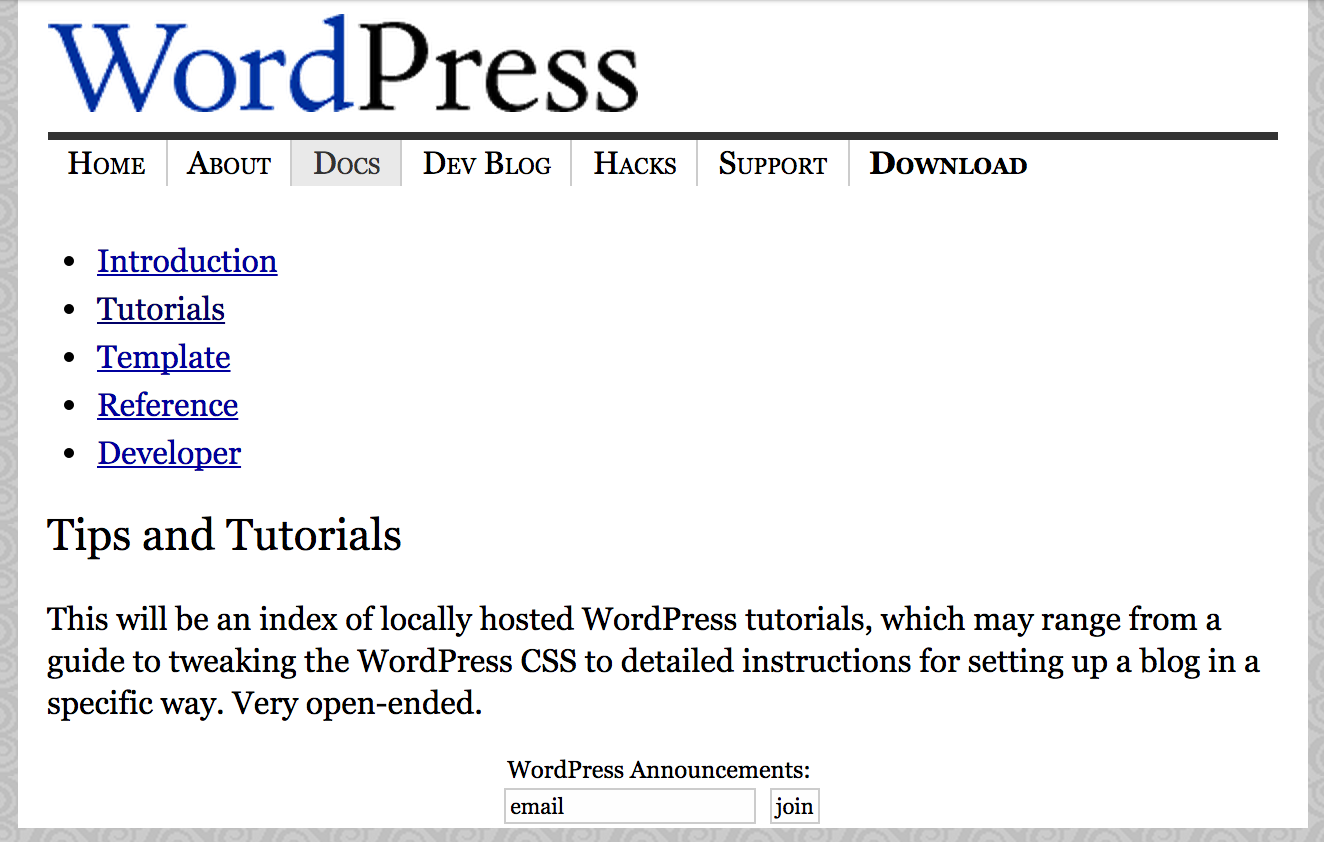 WordPress
Home About Docs Dev Blog Hacks Support Download
Introduction
Tutorials
Template
Reference
Developer
Tips and Tutorials
This will be an index of locally hosted WordPress tutorials, which may range from a
guide to tweaking the WordPress CSS to detailed instructions for setting up a blog in a
specific way. Very open-ended.
WordPress Announcements:
email join